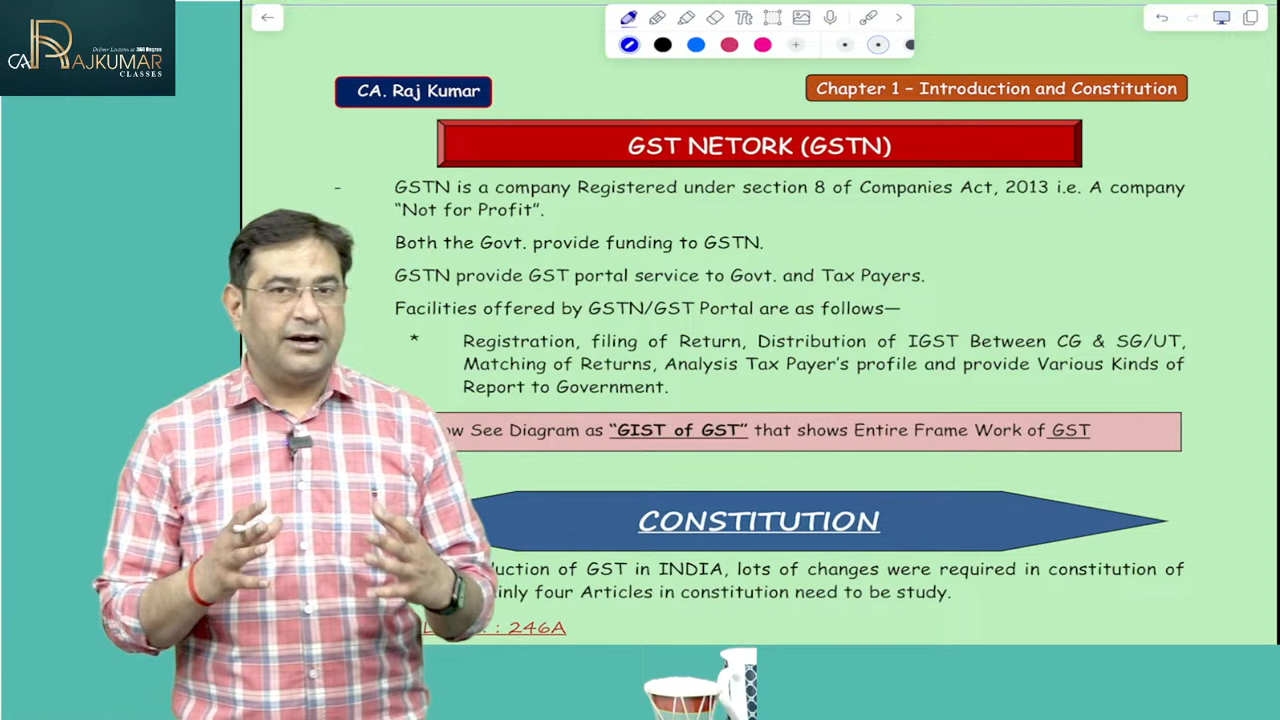 Deliver Lectures at 360 Degree
CA RAJKUMAR
CLASSES
Tt
CA. Raj Kumar
Chapter 1 – Introduction and Constitution
GST NETORK (GSTN)
- GSTN is a company Registered under section 8 of Companies Act, 2013 i.e. A company
“Not for Profit”.
Both the Govt. provide funding to GSTN.
GSTN provide GST portal service to Govt. and Tax Payers.
Facilities offered by GSTN/GST Portal are as follows—
* Registration, filing of Return, Distribution of IGST Between CG & SG/UT,
Matching of Returns, Analysis Tax Payer’s profile and provide Various Kinds of
Report to Government.
See Diagram as “GIST of GST” that shows Entire Frame Work of GST
CONSTITUTION
of GST in INDIA, lots of changes were required in constitution of
four Articles in constitution need to be study.
: 246A